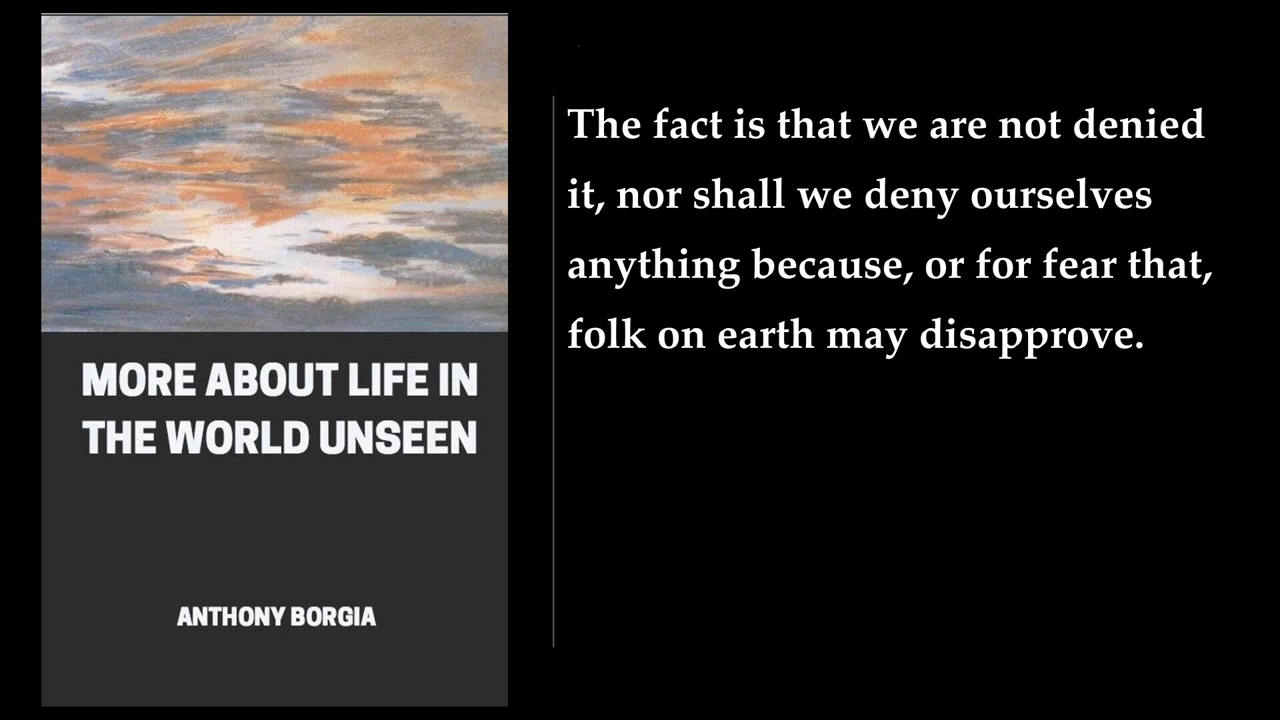 MORE ABOUT LIFE IN
THE WORLD UNSEEN
ANTHONY BORGIA
The fact is that we are not denied
it, nor shall we deny ourselves
anything because, or for fear that,
folk on earth may disapprove.